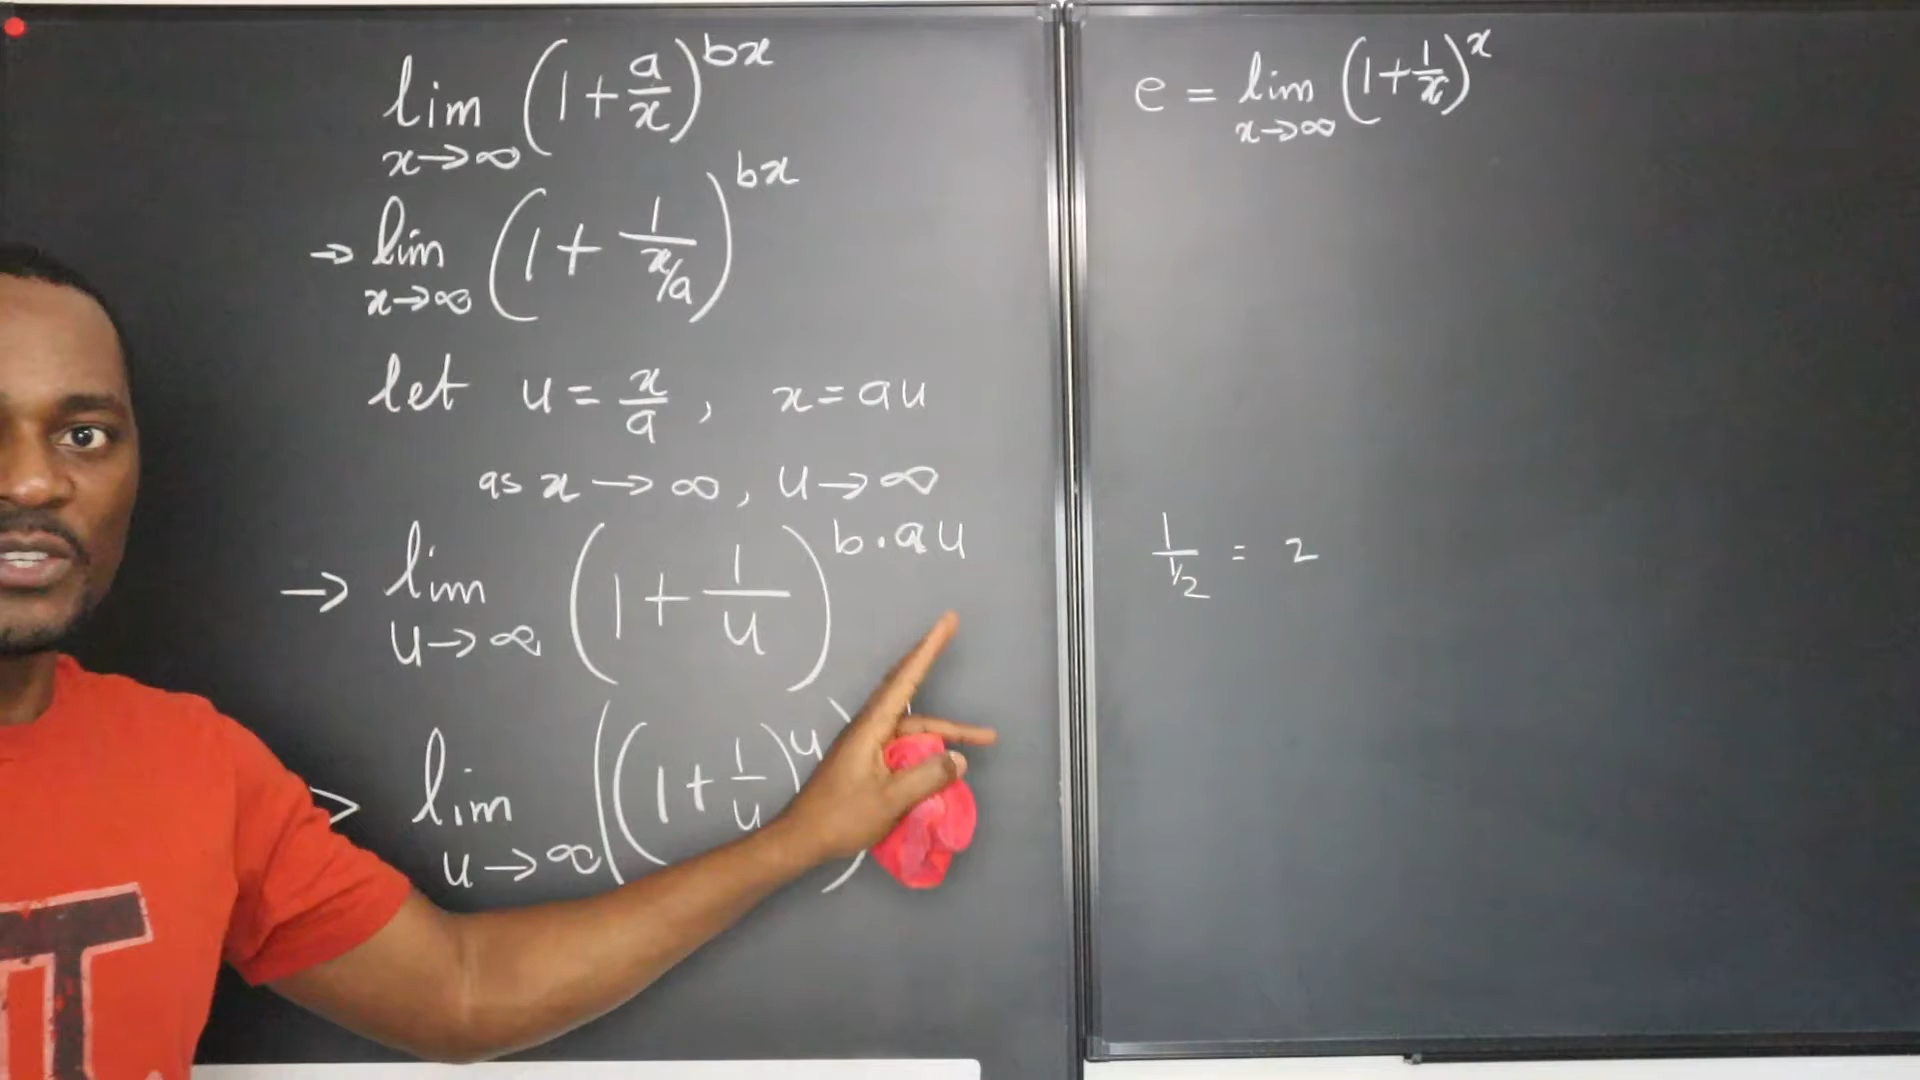 lim x→∞ (1 + a/x)^bx
→ lim x→∞ (1 + 1/(x/a))^bx
let u = x/a , x = au
as x → ∞, u → ∞
→ lim u→∞ (1 + 1/u)^b·au
> lim u→∞ ((1 + 1/u)^u
e = lim x→∞ (1 + 1/x)^x
1/(1/2) = 2